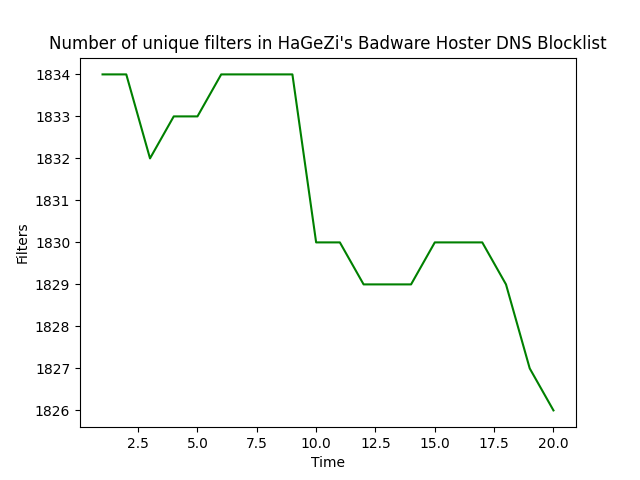 Number of unique filters in HaGeZi's Badware Hoster DNS Blocklist
1834
1833
1832
1831
1830
1829
1828
1827
1826
Filters
2.5 5.0 7.5 10.0 12.5 15.0 17.5 20.0
Time